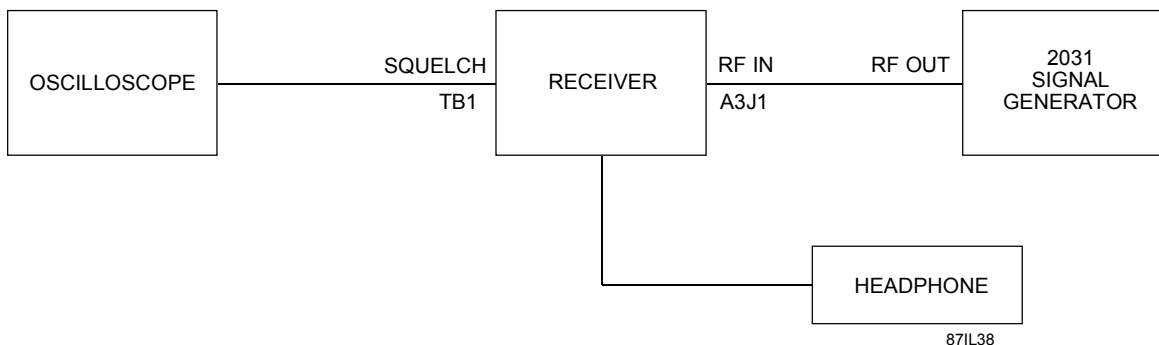 OSCILLOSCOPE
SQUELCH
TB1
RECEIVER
RF IN
A3J1
RF OUT
2031
SIGNAL
GENERATOR
HEADPHONE
87IL38